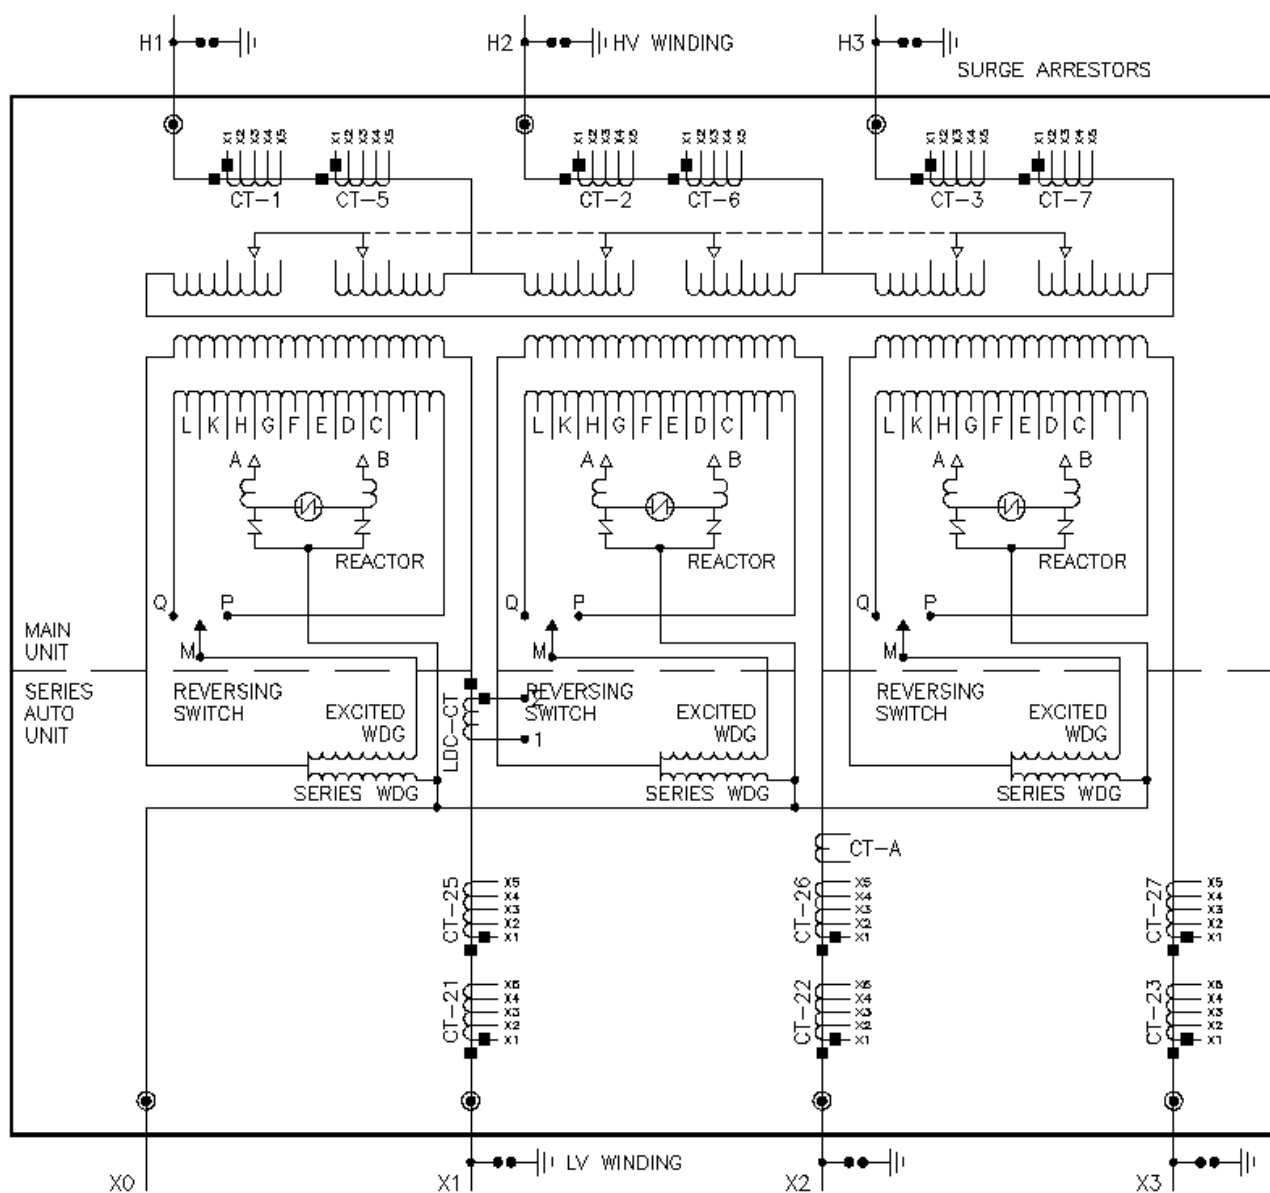 H1 H2 HV WINDING H3
SURGE ARRESTORS
X1 X2 X3 X4 X5 X1 X2 X3 X4 X5 X1 X2 X3 X4 X5 X1 X2 X3 X4 X5 X1 X2 X3 X4 X5 X1 X2 X3 X4 X5
CT-1 CT-5 CT-2 CT-6 CT-3 CT-7
L K H G F E D C L K H G F E D C L K H G F E D C
A B A B A B
REACTOR REACTOR REACTOR
Q P Q P Q P
MAIN
UNIT
M M M
SERIES
AUTO
UNIT
REVERSING
SWITCH
REVERSING
SWITCH
REVERSING
SWITCH
LDC-CT
2
1
EXCITED
WDG
EXCITED
WDG
EXCITED
WDG
SERIES WDG SERIES WDG SERIES WDG
CT-A
CT-25
X5
X4
X3
X2
X1
CT-26
X5
X4
X3
X1
CT-27
X5
X4
X3
X2
X1
CT-21
X4
X3
X2
X1
CT-22
X4
X3
X1
CT-23
X4
X3
X2
X1
LV WINDING
X0 X1 X2 X3